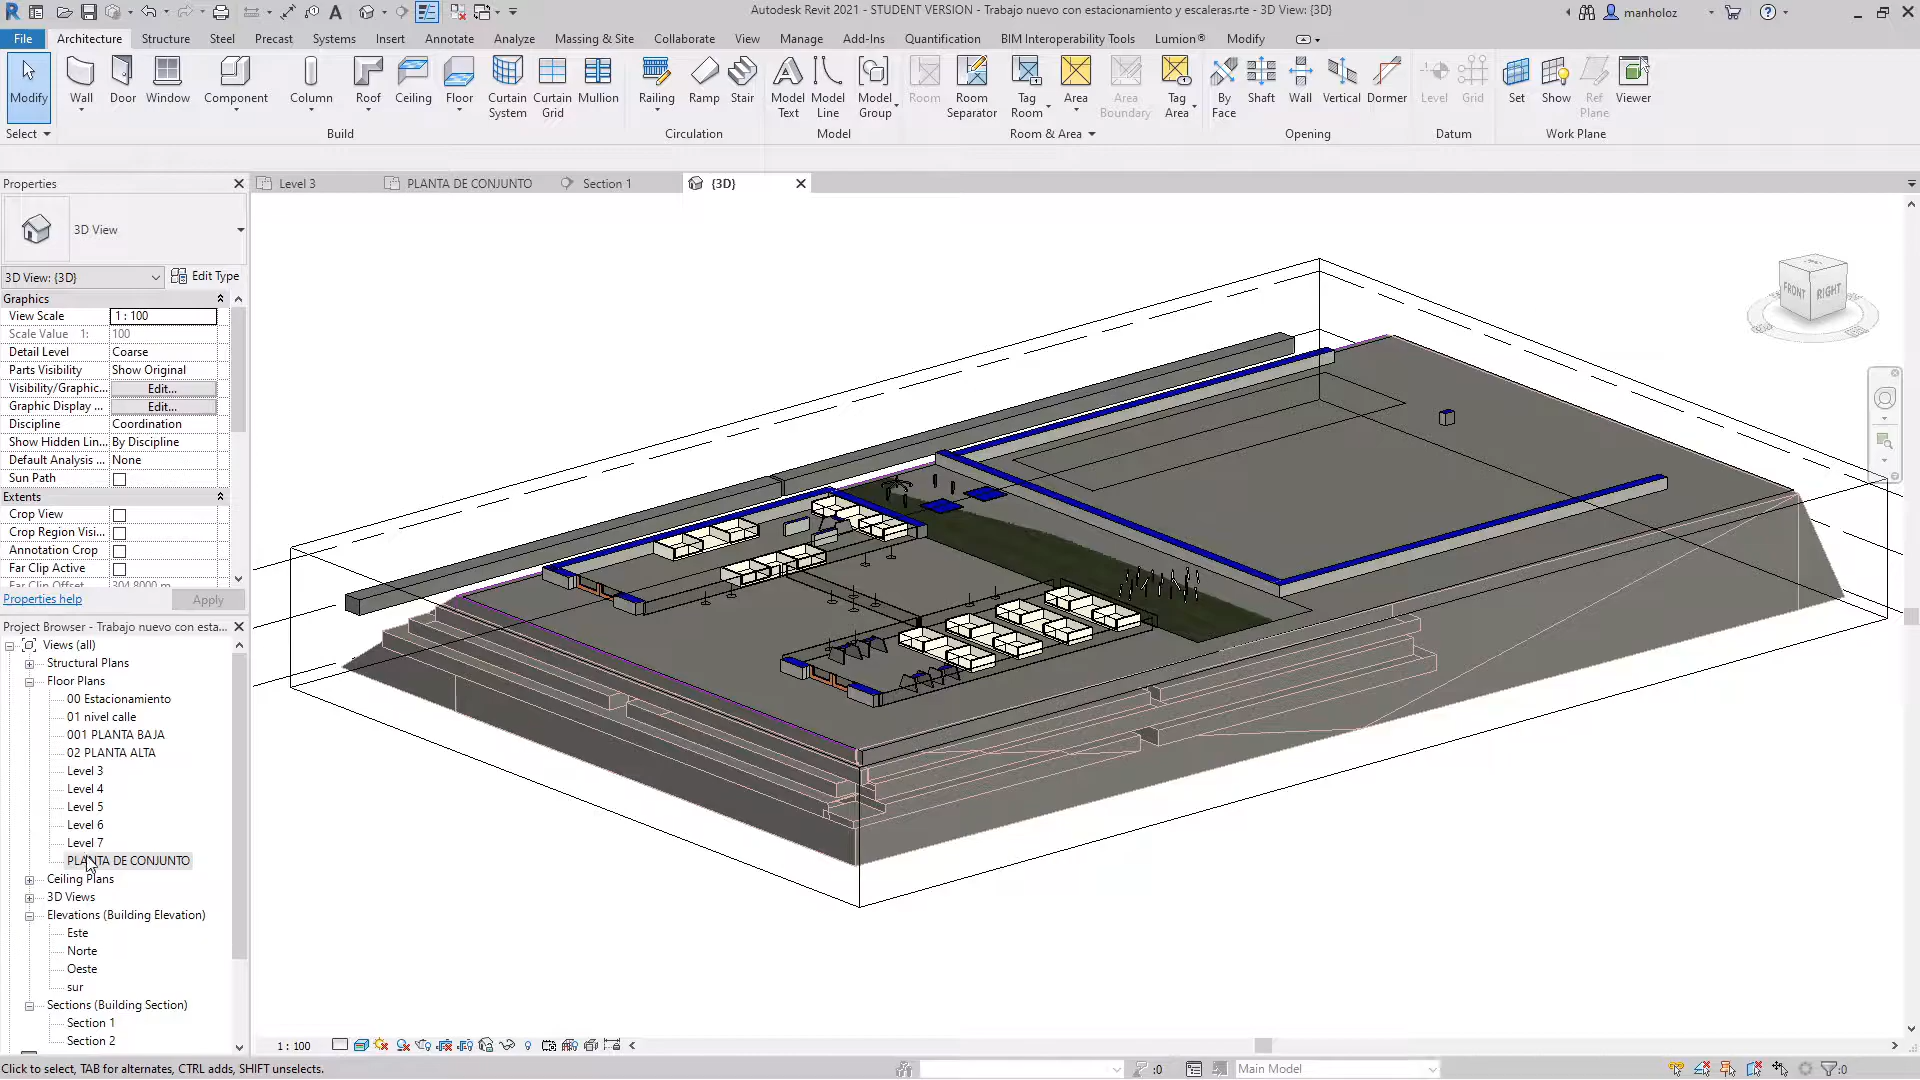 Autodesk Revit 2021 - STUDENT VERSION - Trabajo nuevo con estacionamiento y escaleras.rte - 3D View: {3D}
manholoz
File Architecture Structure Steel Precast Systems Insert Annotate Analyze Massing & Site Collaborate View Manage Add-Ins Quantification BIM Interoperability Tools Lumion® Modify
Modify Wall Door Window Component Column Roof Ceiling Floor Curtain System Curtain Grid Mullion Railing Ramp Stair Model Text Model Line Model Group Room Room Separator Tag Room Area Area Boundary Tag Area By Face Shaft Wall Vertical Dormer Level Grid Set Show Ref Plane Viewer
Select Build Circulation Model Room & Area Opening Datum Work Plane
Properties
Level 3 PLANTA DE CONJUNTO Section 1 {3D}
3D View
3D View: {3D} Edit Type
Graphics
View Scale 1 : 100
Scale Value 1: 100
Detail Level Coarse
Parts Visibility Show Original
Visibility/Graphic... Edit...
Graphic Display ... Edit...
Discipline Coordination
Show Hidden Lin... By Discipline
Default Analysis ... None
Sun Path
Extents
Crop View
Crop Region Visi...
Annotation Crop
Far Clip Active
Far Clip Offset 304.8000 m
Properties help Apply
FRONT RIGHT
Project Browser - Trabajo nuevo con esta...
Views (all)
Structural Plans
Floor Plans
00 Estacionamiento
01 nivel calle
001 PLANTA BAJA
02 PLANTA ALTA
Level 3
Level 4
Level 5
Level 6
Level 7
PLANTA DE CONJUNTO
Ceiling Plans
3D Views
Elevations (Building Elevation)
Este
Norte
Oeste
sur
Sections (Building Section)
Section 1
Section 2
1 : 100
Click to select, TAB for alternates, CTRL adds, SHIFT unselects.
:0
Main Model
:0